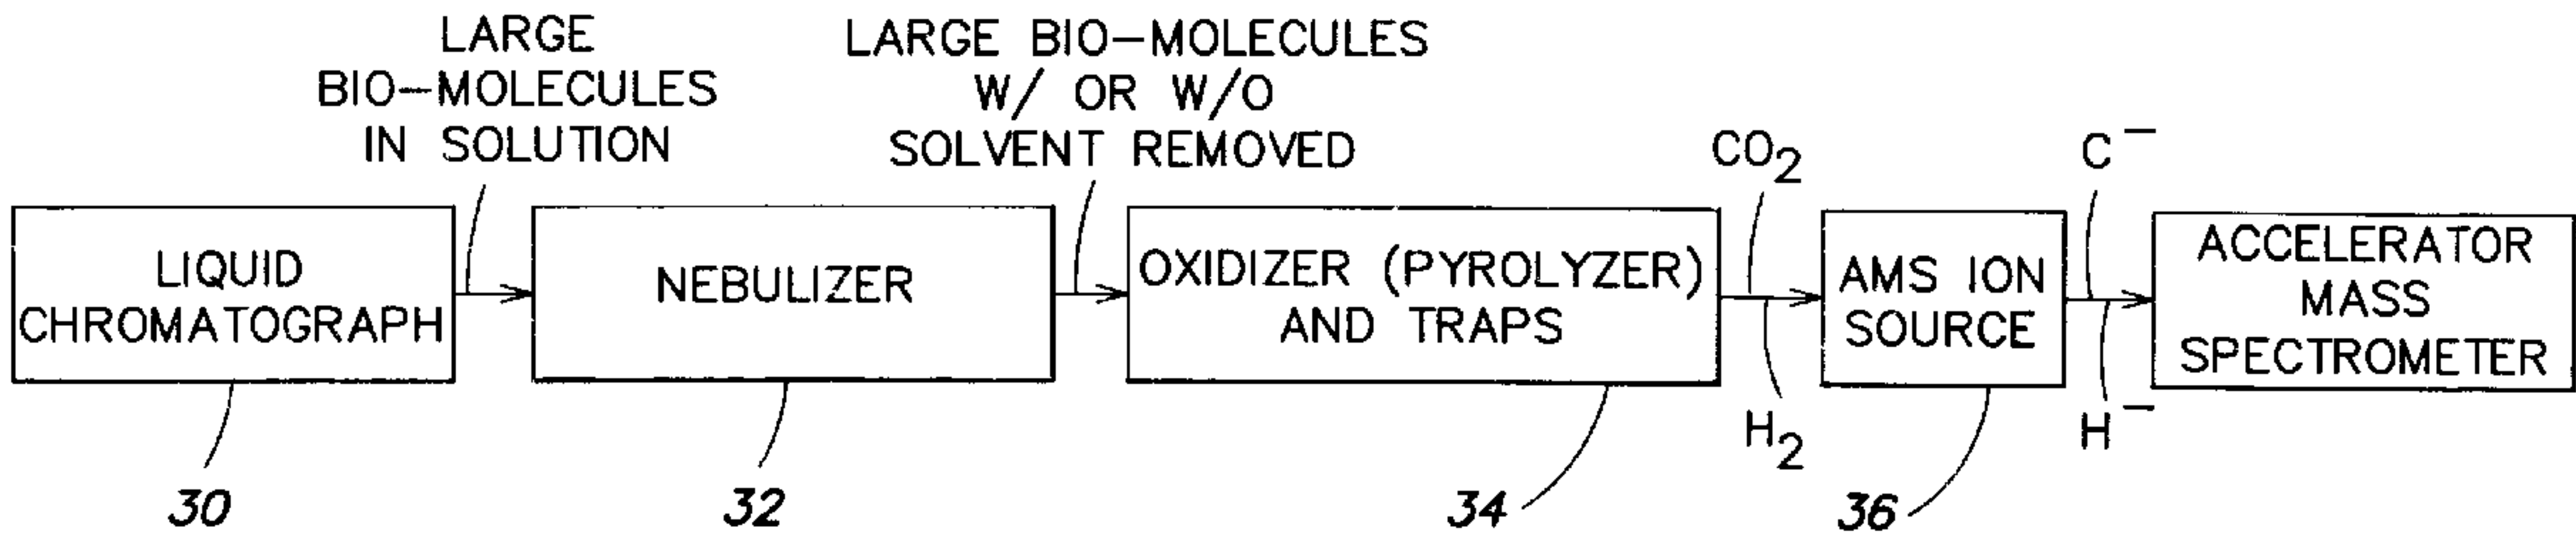 LARGE
BIO-MOLECULES
IN SOLUTION
LARGE BIO-MOLECULES
W/ OR W/O
SOLVENT REMOVED
CO2
C-
LIQUID
CHROMATOGRAPH
NEBULIZER
OXIDIZER (PYROLYZER)
AND TRAPS
AMS ION
SOURCE
ACCELERATOR
MASS
SPECTROMETER
H2
H-
30
32
34
36